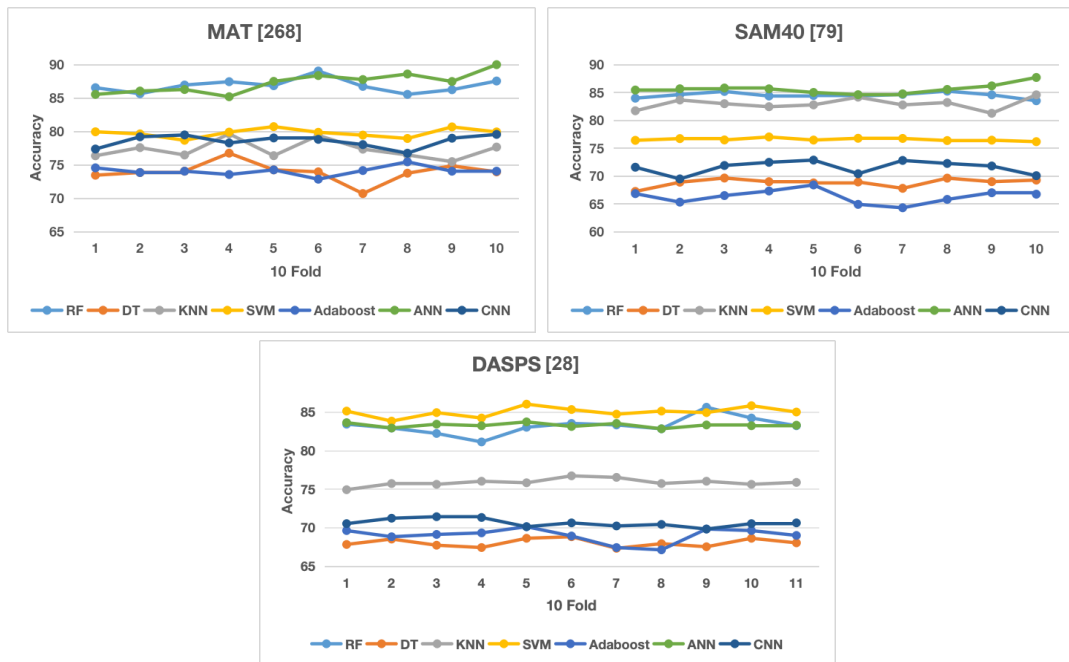 MAT [268]
90
85
80
75
70
65
Accuracy
1 2 3 4 5 6 7 8 9 10
10 Fold
RF DT KNN SVM Adaboost ANN CNN
SAM40 [79]
90
85
80
75
70
65
60
Accuracy
1 2 3 4 5 6 7 8 9 10
10 Fold
RF DT KNN SVM Adaboost ANN CNN
DASPS [28]
85
80
75
70
65
Accuracy
1 2 3 4 5 6 7 8 9 10 11
10 Fold
RF DT KNN SVM Adaboost ANN CNN